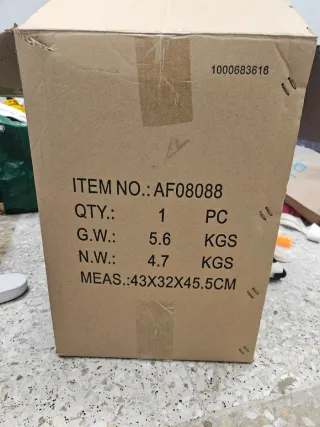 1000683616
ITEM NO.: AF08088
QTY.: 1 PC
G.W.: 5.6 KGS
N.W.: 4.7 KGS
MEAS.:43X32X45.5CM